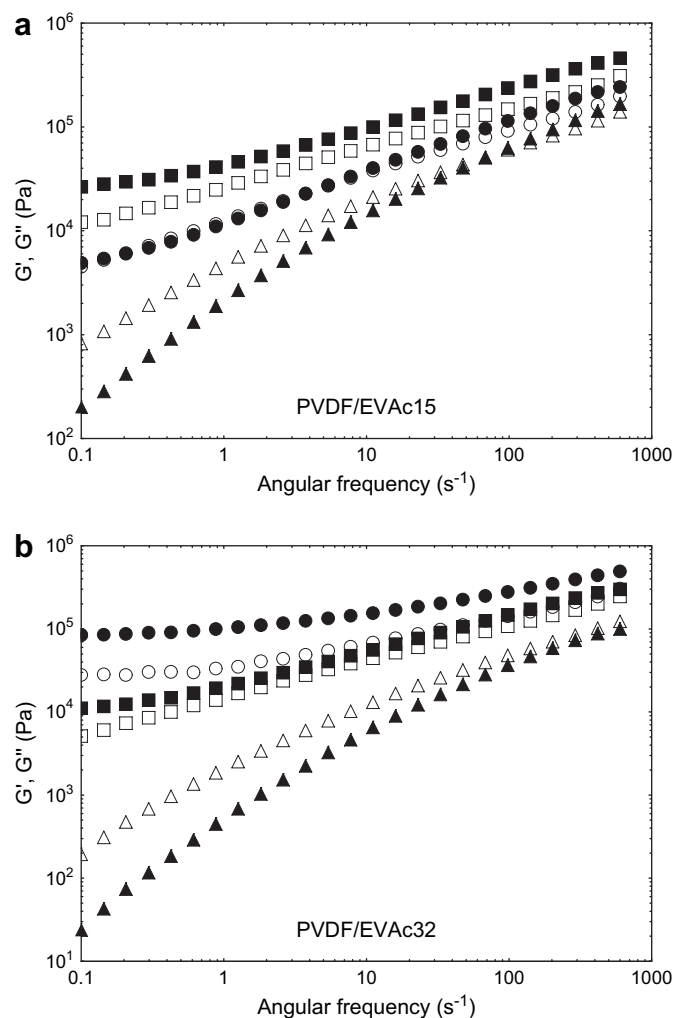 a
10^6
10^5
10^4
10^3
10^2
G', G'' (Pa)
PVDF/EVAc15
0.1 1 10 100 1000
Angular frequency (s^-1)
b
10^6
10^5
10^4
10^3
10^2
10^1
G', G'' (Pa)
PVDF/EVAc32
0.1 1 10 100 1000
Angular frequency (s^-1)